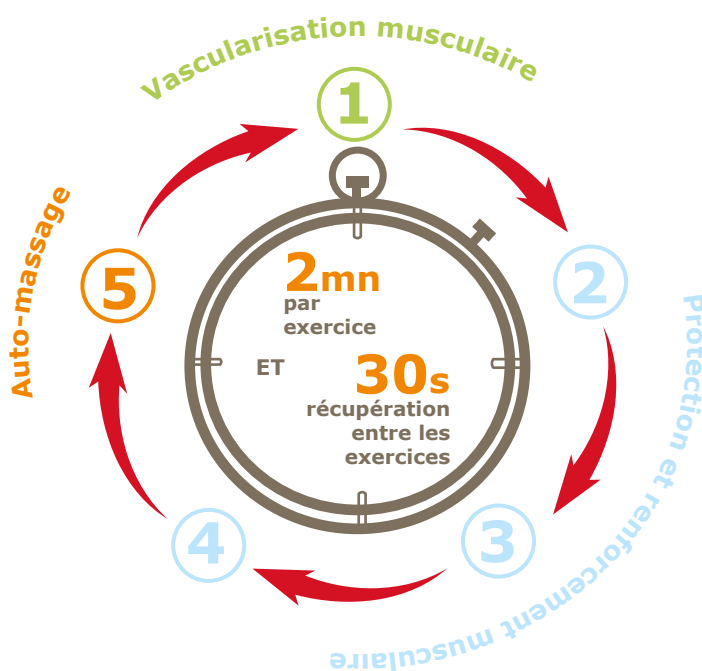 Vascularisation musculaire
1
2
Protection et renforcement musculaire
3
4
5
Auto-massage
2mn
par
exercice
ET
30s
récupération
entre les
exercices